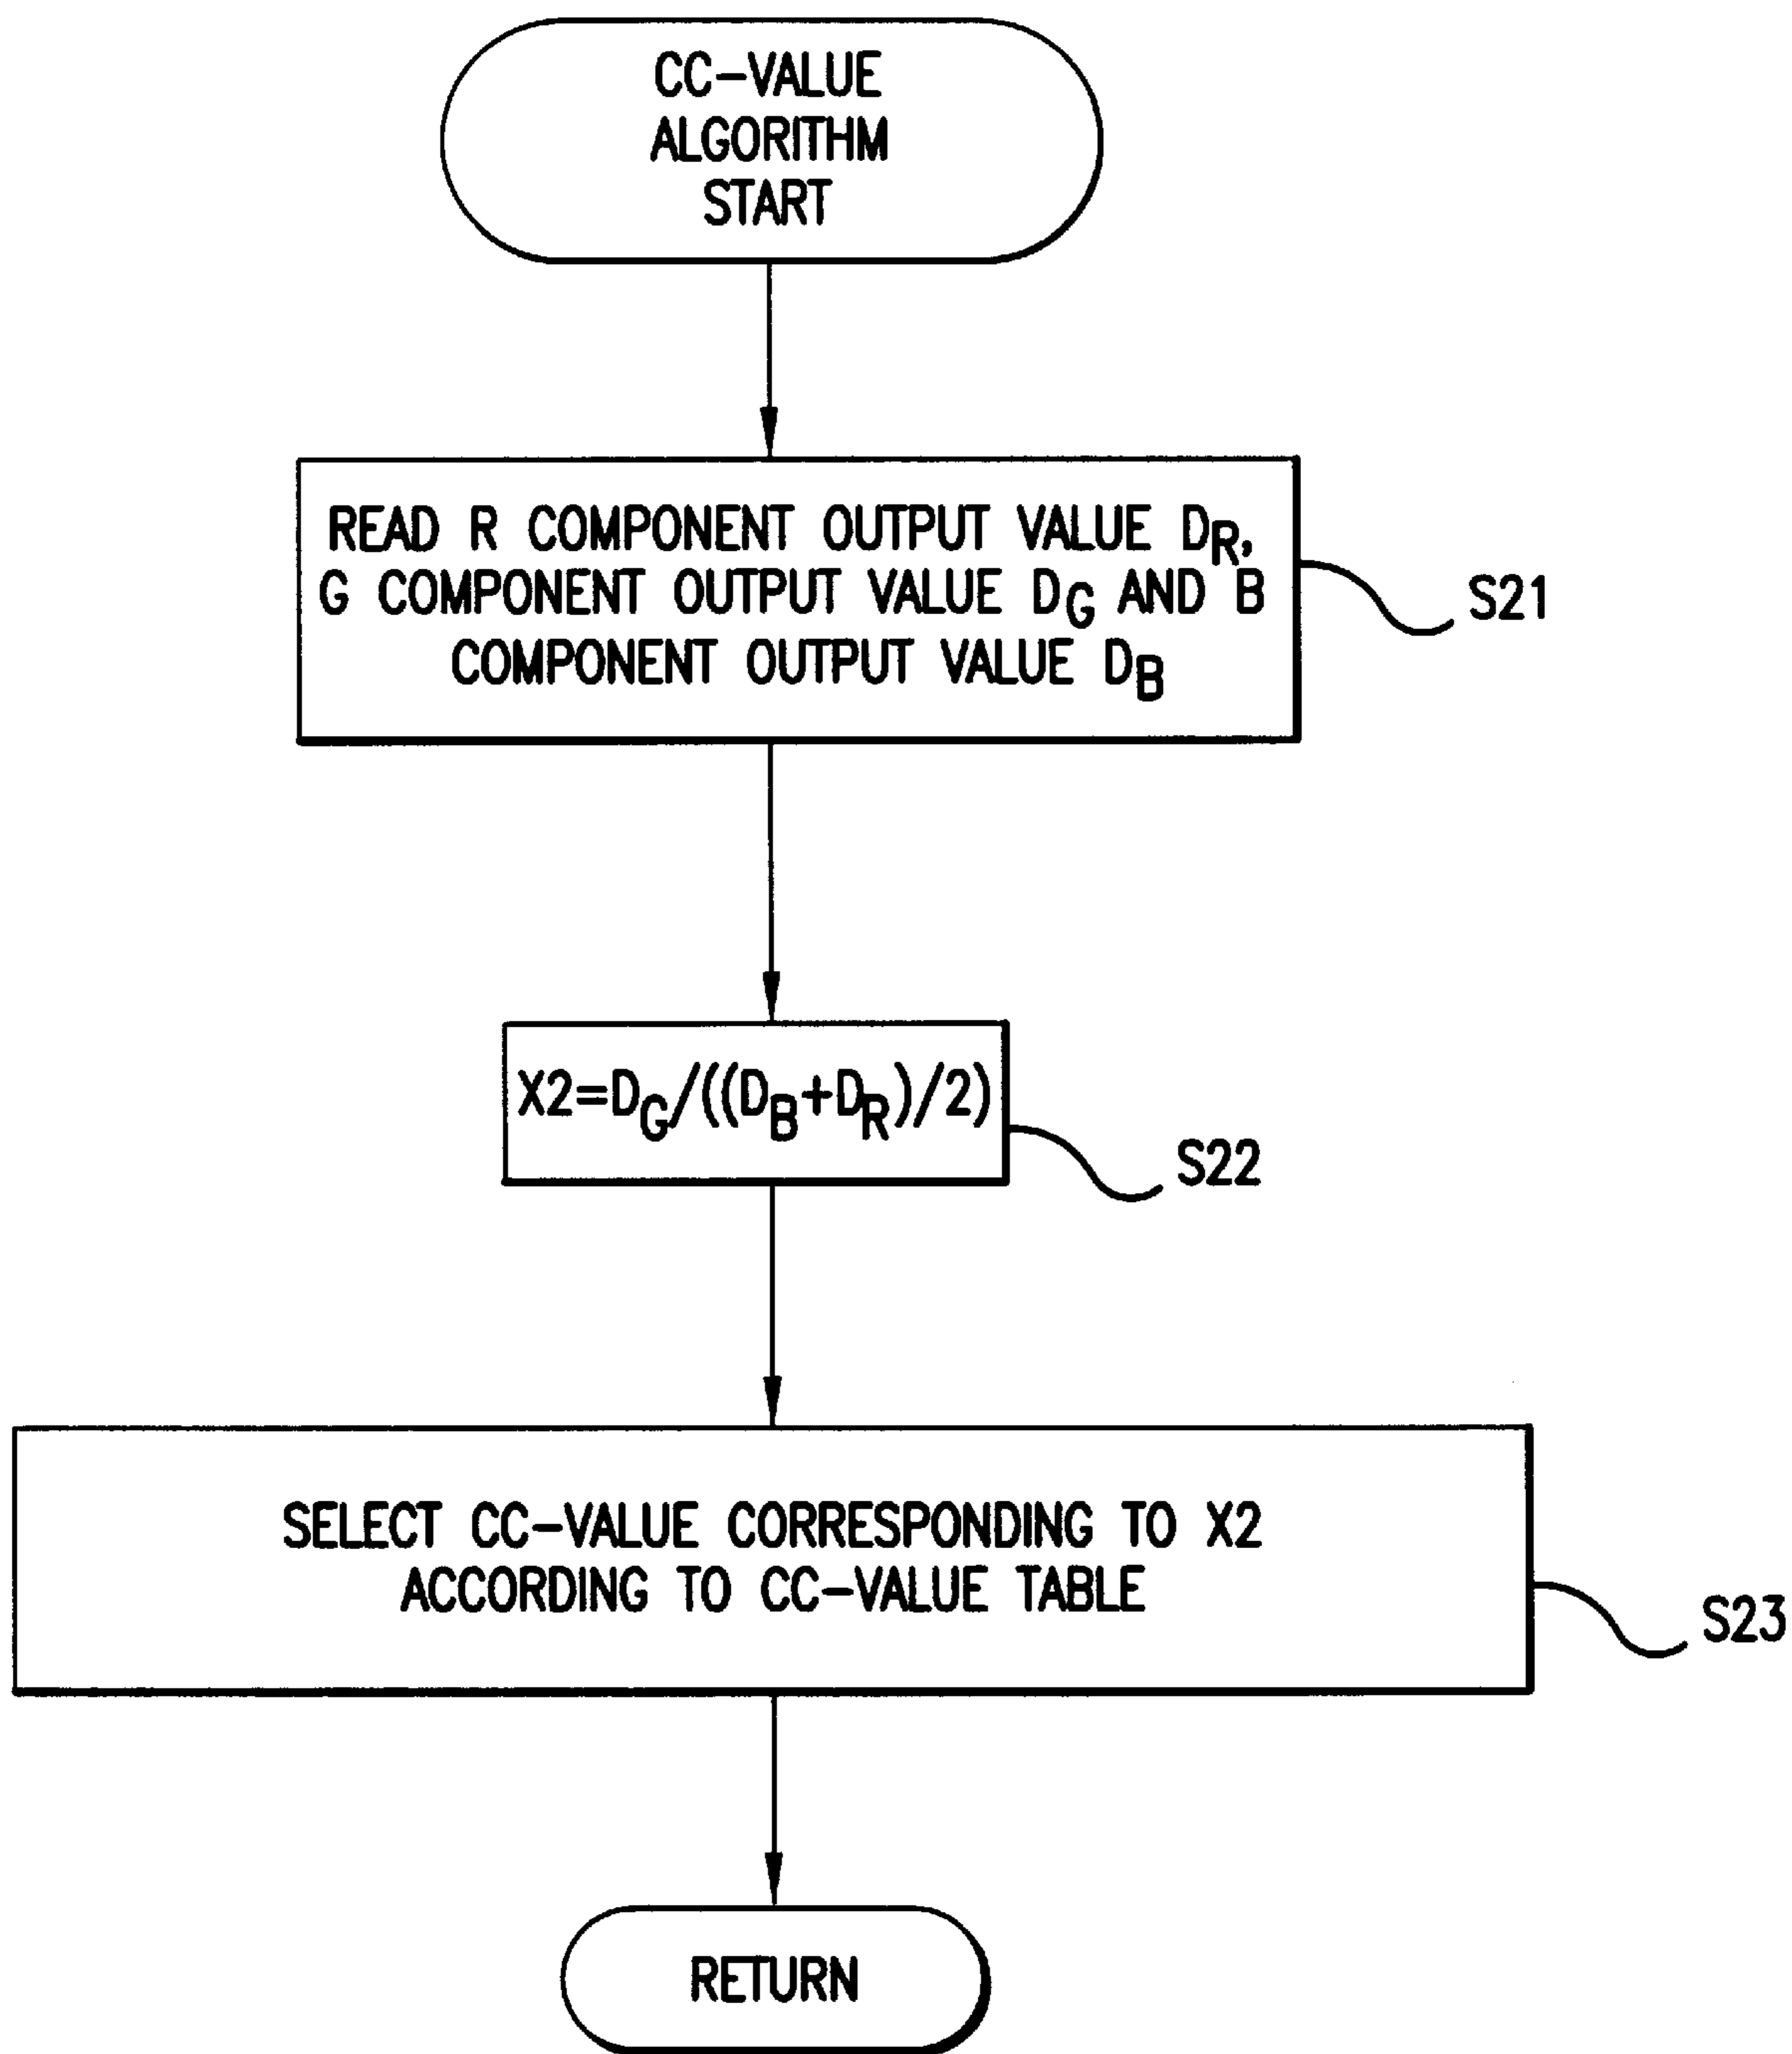 CC-VALUE
ALGORITHM
START
READ R COMPONENT OUTPUT VALUE DR,
G COMPONENT OUTPUT VALUE DG AND B
COMPONENT OUTPUT VALUE DB
S21
X2=DG/((DB+DR)/2)
S22
SELECT CC-VALUE CORRESPONDING TO X2
ACCORDING TO CC-VALUE TABLE
S23
RETURN